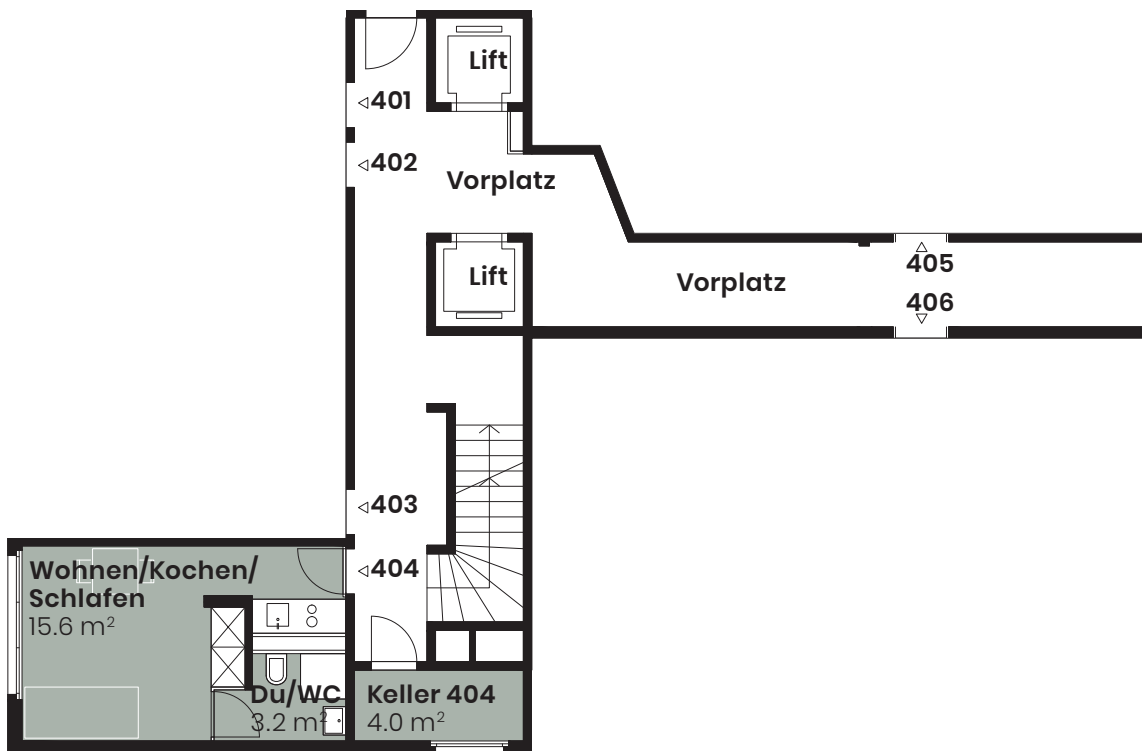 Lift
401
402
Vorplatz
Lift
Vorplatz
405
406
403
404
Wohnen/Kochen/
Schlafen
15.6 m²
Du/WC
3.2 m²
Keller 404
4.0 m²